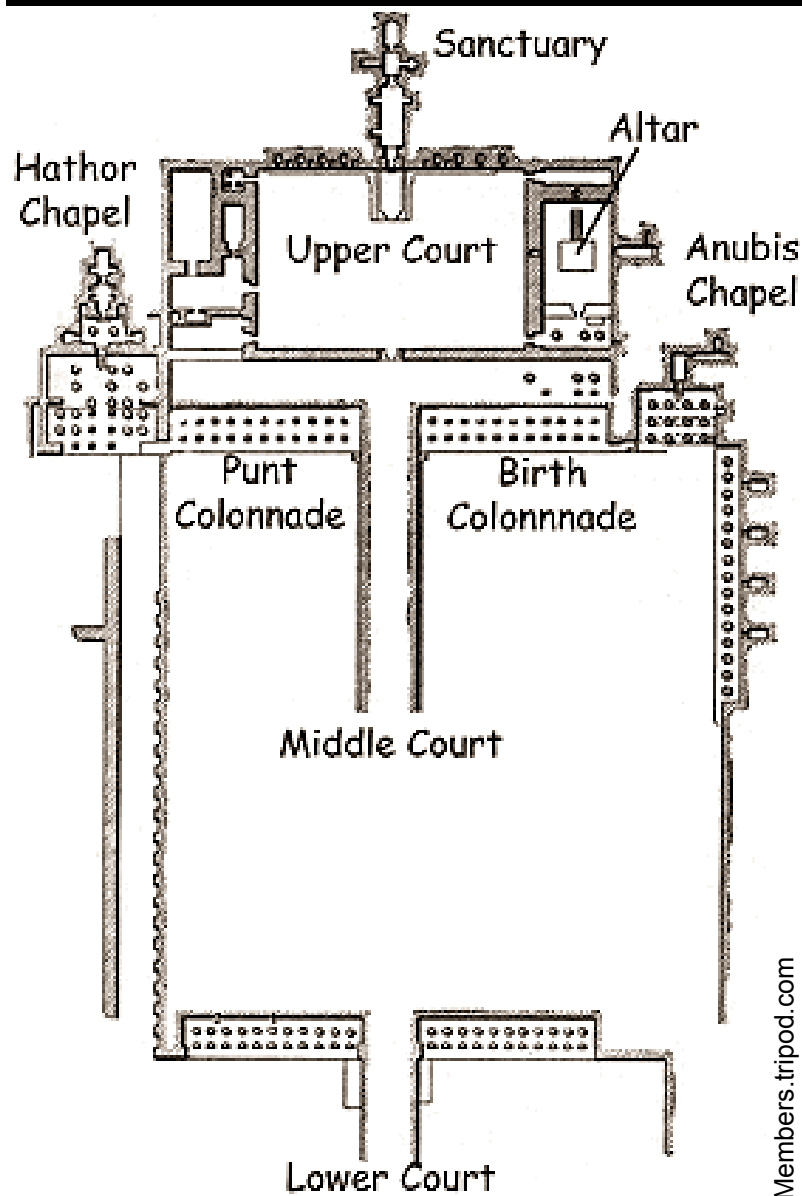 Sanctuary
Altar
Hathor
Chapel
Upper Court
Anubis
Chapel
Punt
Colonnade
Birth
Colonnnade
Middle Court
Lower Court
Members.tripod.com